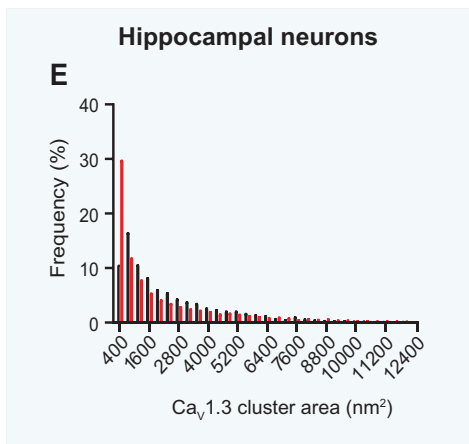 Hippocampal neurons
E
40
30
20
10
0
Frequency (%)
400 1600 2800 4000 5200 6400 7600 8800 10000 11200 12400
Caᵥ1.3 cluster area (nm²)